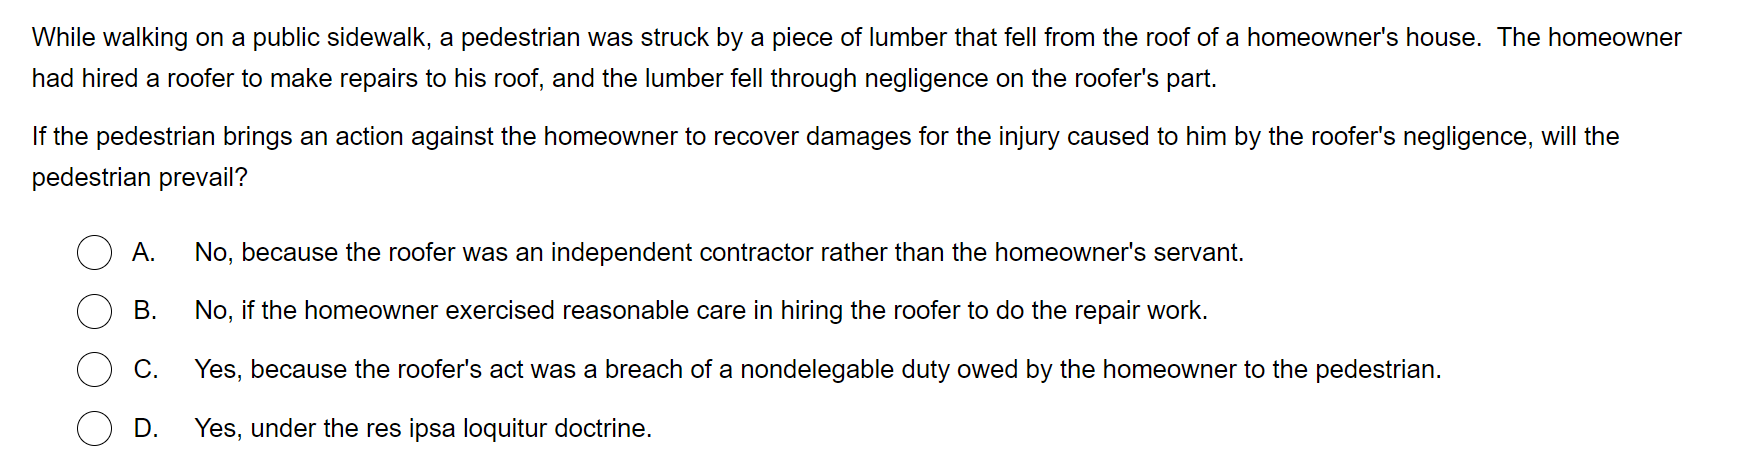 While walking on a public sidewalk, a pedestrian was struck by a piece of lumber that fell from the roof of a homeowner's house.  The homeowner
had hired a roofer to make repairs to his roof, and the lumber fell through negligence on the roofer's part.
If the pedestrian brings an action against the homeowner to recover damages for the injury caused to him by the roofer's negligence, will the
pedestrian prevail?
A. No, because the roofer was an independent contractor rather than the homeowner's servant.
B. No, if the homeowner exercised reasonable care in hiring the roofer to do the repair work.
C. Yes, because the roofer's act was a breach of a nondelegable duty owed by the homeowner to the pedestrian.
D. Yes, under the res ipsa loquitur doctrine.